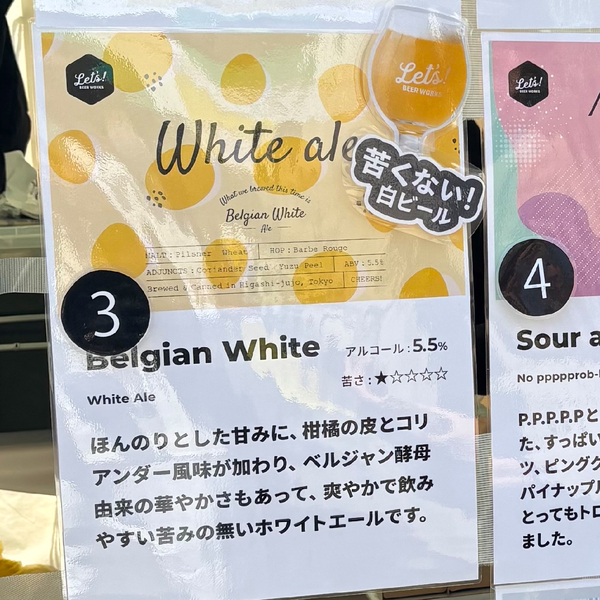 Let's!
BEER WORKS
White ale
What we brewed this time is
Belgian White
Ale
MALT : Pilsner Wheat HOP : Barbe Rouge
ADJUNCTS : Coriander Seed Yuzu Peel ABV : 5.5%
Brewed & Canned in Higashi-jujo, Tokyo CHEERS!
Let's!
BEER WORKS
苦くない!
白ビール
3
Belgian White
アルコール : 5.5%
苦さ : ★☆☆☆☆
White Ale
ほんのりとした甘みに、柑橘の皮とコリ
アンダー風味が加わり、ベルジャン酵母
由来の華やかさもあって、爽やかで飲み
やすい苦みの無いホワイトエールです。
Let's!
BEER WORKS
4
Sour a
No pppppprob-l
P.P.P.P.Pと
た、すっぱい
ツ、ピンググ
パイナップル
とってもトロ
ました。